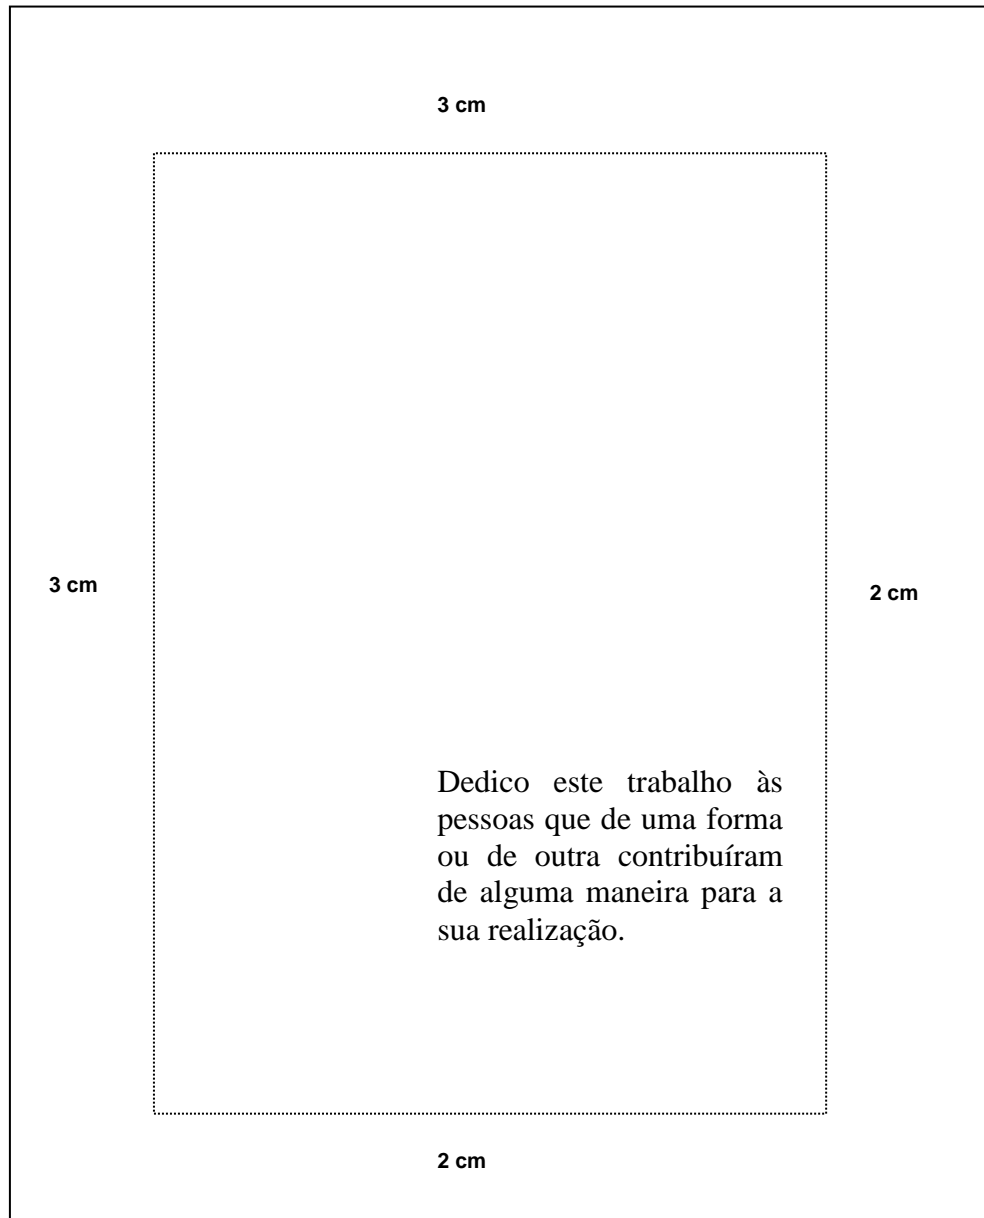 3 cm
3 cm
2 cm
Dedico este trabalho às
pessoas que de uma forma
ou de outra contribuíram
de alguma maneira para a
sua realização.
2 cm